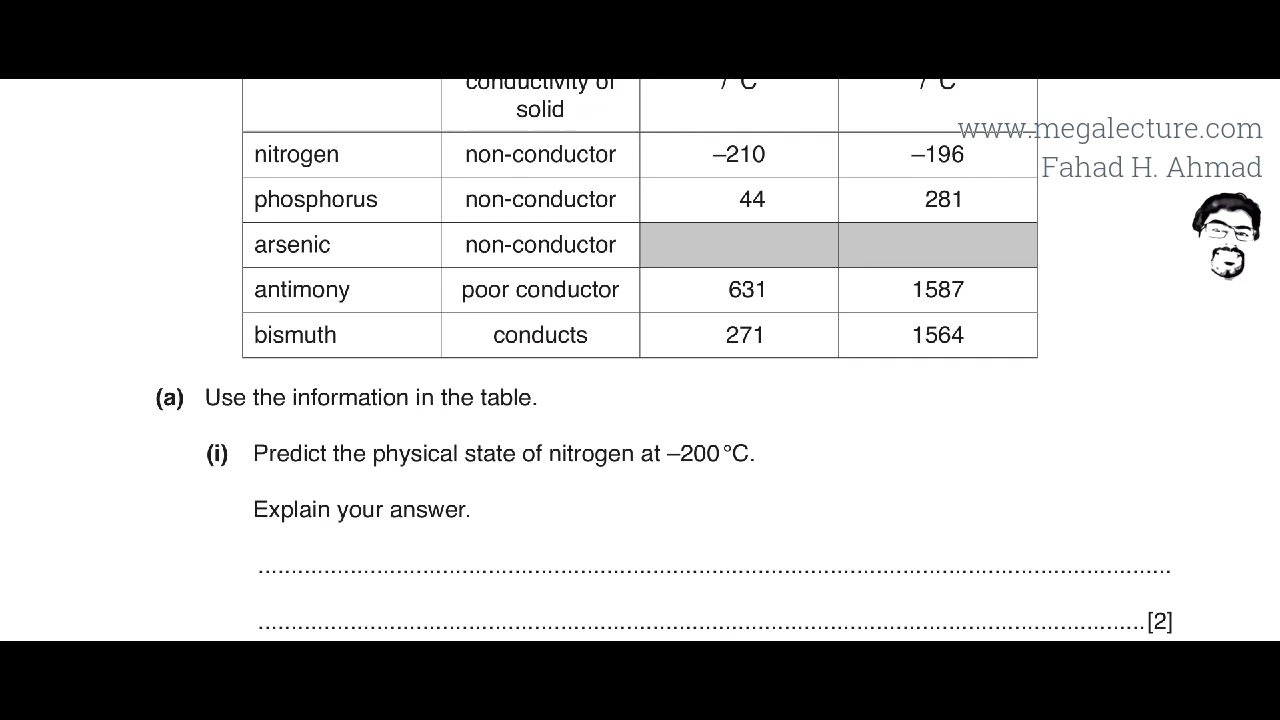 conductivity of / °C / °C
solid
www.megalecture.com
nitrogen non-conductor –210 –196
Fahad H. Ahmad
phosphorus non-conductor 44 281
arsenic non-conductor
antimony poor conductor 631 1587
bismuth conducts 271 1564
(a) Use the information in the table.
(i) Predict the physical state of nitrogen at –200 °C.
Explain your answer.
..........................................................................................................................................
.....................................................................................................................................[2]